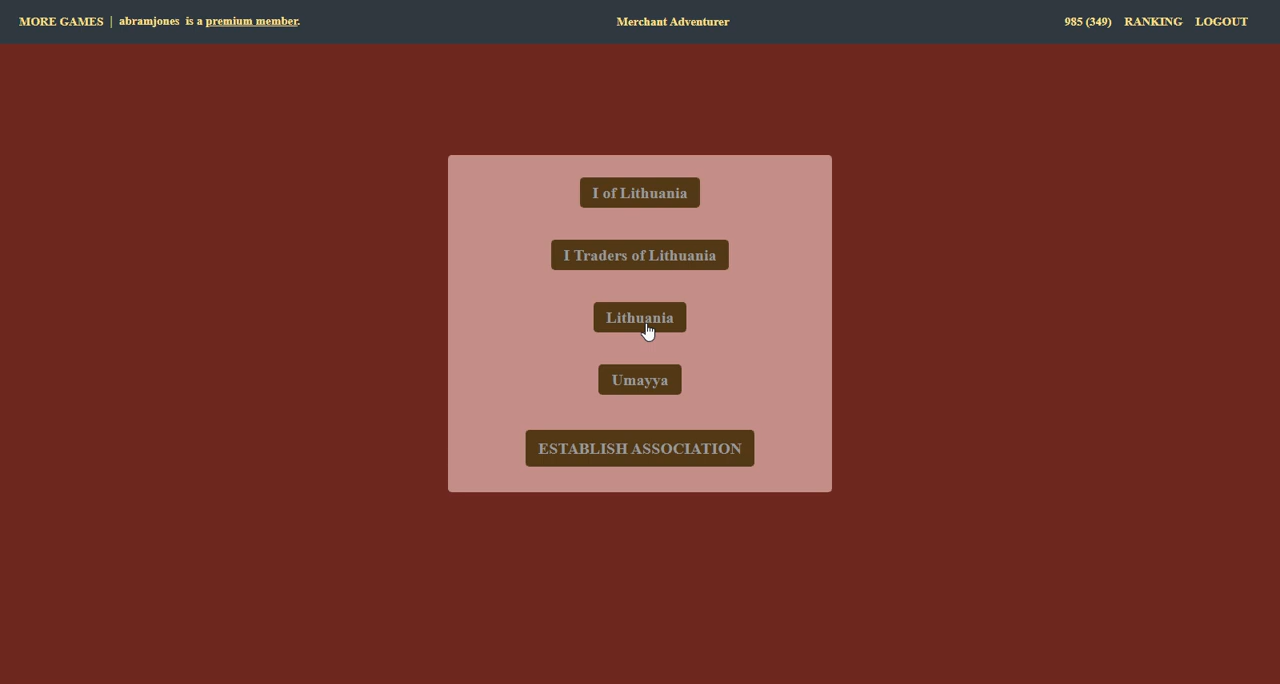 MORE GAMES | abramjones is a premium member. Merchant Adventurer 985 (349) RANKING LOGOUT
I of Lithuania
I Traders of Lithuania
Lithuania
Umayya
ESTABLISH ASSOCIATION